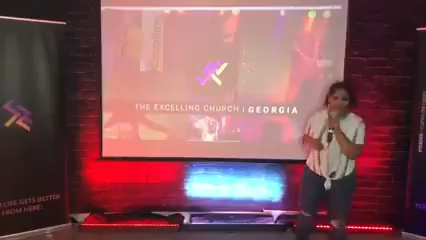 THE EXCELLING CHURCH | GEORGIA
LIFE GETS BETTER
FROM HERE!